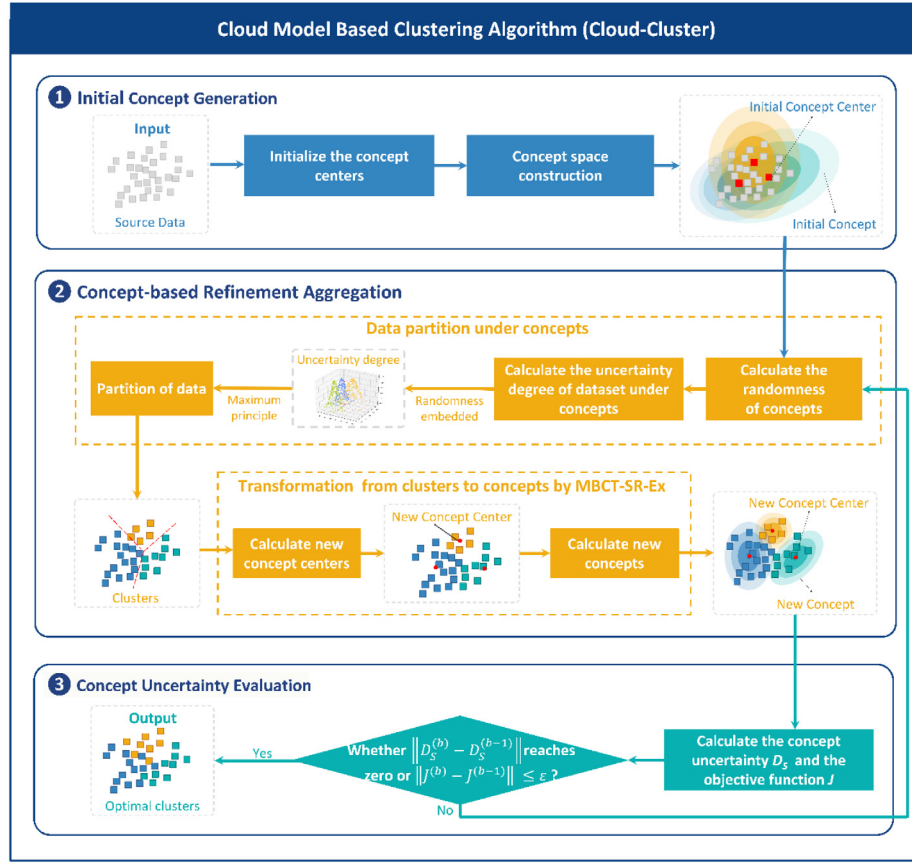 Cloud Model Based Clustering Algorithm (Cloud-Cluster)
1 Initial Concept Generation
Input
Source Data
Initialize the concept
centers
Concept space
construction
Initial Concept Center
Initial Concept
2 Concept-based Refinement Aggregation
Data partition under concepts
Partition of data
Maximum
principle
Uncertainty degree
Randomness
embedded
Calculate the uncertainty
degree of dataset under
concepts
Calculate the
randomness
of concepts
Transformation from clusters to concepts by MBCT-SR-Ex
Clusters
Calculate new
concept centers
New Concept Center
Calculate new
concepts
New Concept Center
New Concept
3 Concept Uncertainty Evaluation
Output
Optimal clusters
Yes
Whether ‖D_S^(b) − D_S^(b−1)‖ reaches
zero or ‖J^(b) − J^(b−1)‖ ≤ ε ?
No
Calculate the concept
uncertainty D_s and the
objective function J